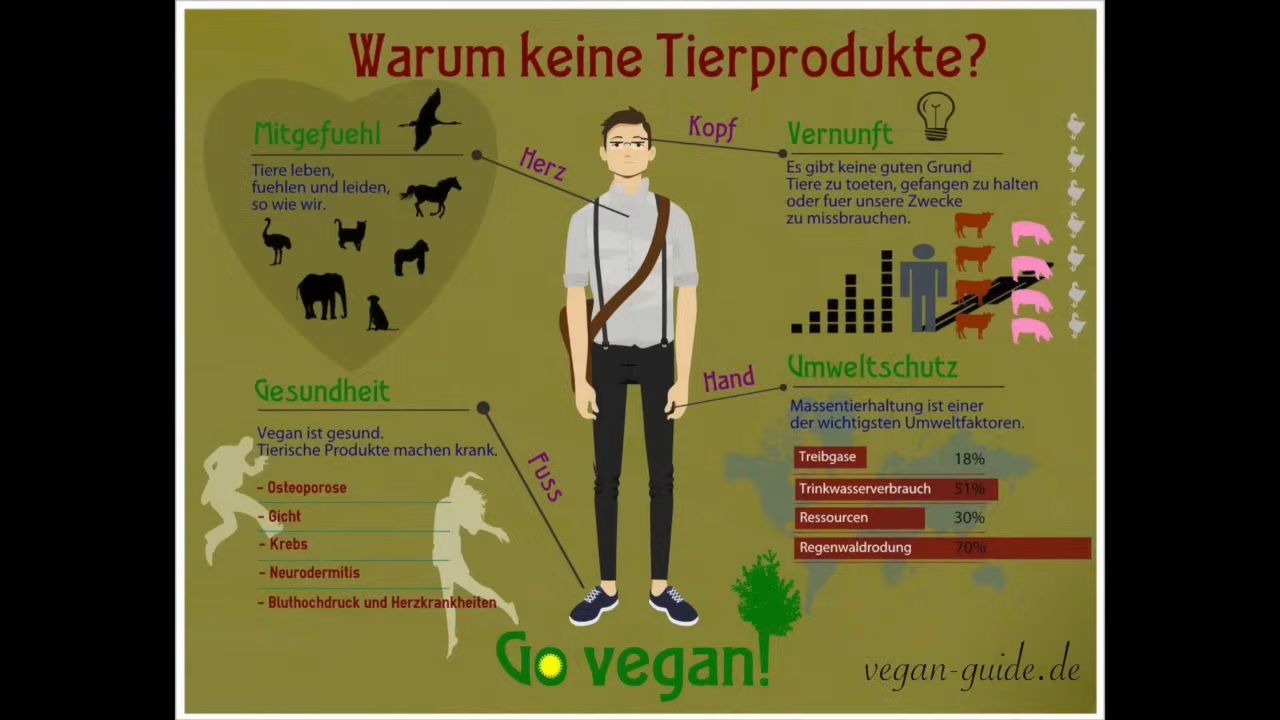 Warum keine Tierprodukte?
Mitgefuehl
Tiere leben,
fuehlen und leiden,
so wie wir.
Herz
Kopf
Vernunft
Es gibt keine guten Grund
Tiere zu toeten, gefangen zu halten
oder fuer unsere Zwecke
zu missbrauchen.
Gesundheit
Vegan ist gesund.
Tierische Produkte machen krank.
- Osteoporose
- Gicht
- Krebs
- Neurodermitis
- Bluthochdruck und Herzkrankheiten
Fuss
Hand
Umweltschutz
Massentierhaltung ist einer
der wichtigsten Umweltfaktoren.
Treibgase 18%
Trinkwasserverbrauch 51%
Ressourcen 30%
Regenwaldrodung 70%
Go vegan!
vegan-guide.de